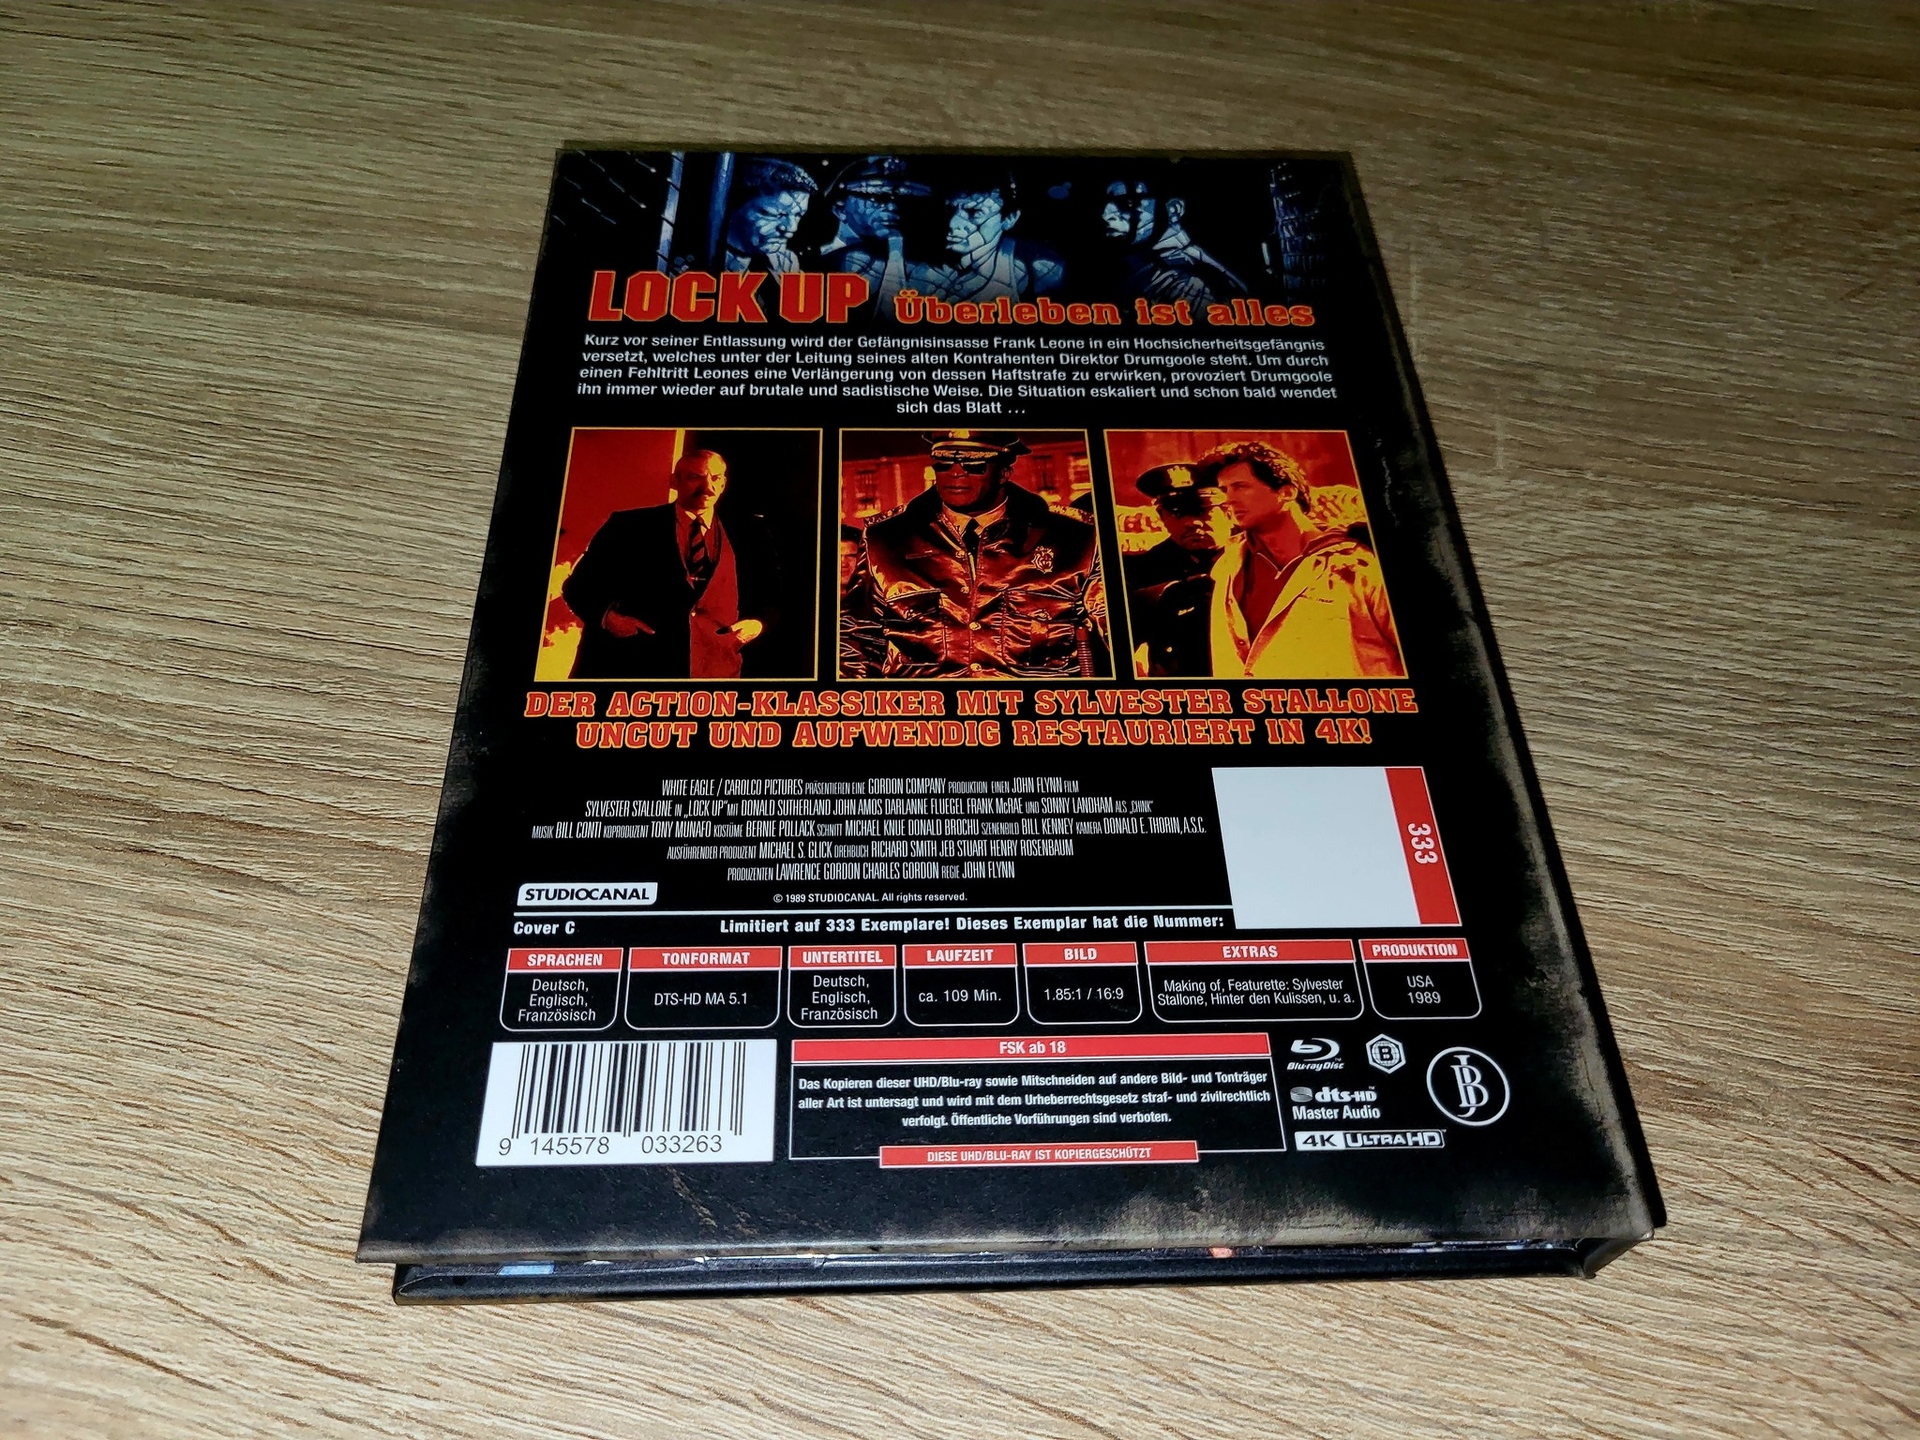 LOCK UP Überleben ist alles
Kurz vor seiner Entlassung wird der Gefängnisinsasse Frank Leone in ein Hochsicherheitsgefängnis
versetzt, welches unter der Leitung seines alten Kontrahenten Direktor Drumgoole steht. Um durch
einen Fehltritt Leones eine Verlängerung von dessen Haftstrafe zu erwirken, provoziert Drumgoole
ihn immer wieder auf brutale und sadistische Weise. Die Situation eskaliert und schon bald wendet
sich das Blatt ...
DER ACTION-KLASSIKER MIT SYLVESTER STALLONE
UNCUT UND AUFWENDIG RESTAURIERT IN 4K!
WHITE EAGLE / CAROLCO PICTURES PRÄSENTIEREN EINE GORDON COMPANY PRODUKTION EINEN JOHN FLYNN FILM
SYLVESTER STALLONE IN „LOCK UP" MIT DONALD SUTHERLAND JOHN AMOS DARLANNE FLUEGEL FRANK McRAE UND SONNY LANDHAM ALS „CHINK"
MUSIK BILL CONTI KOPRODUZENT TONY MUNAFO KOSTÜME BERNIE POLLACK SCHNITT MICHAEL KNUE DONALD BROCHU SZENENBILD BILL KENNEY KAMERA DONALD E. THORIN, A.S.C.
AUSFÜHRENDER PRODUZENT MICHAEL S. GLICK DREHBUCH RICHARD SMITH JEB STUART HENRY ROSENBAUM
PRODUZENTEN LAWRENCE GORDON CHARLES GORDON REGIE JOHN FLYNN
333
STUDIOCANAL
© 1989 STUDIOCANAL. All rights reserved.
Cover C
Limitiert auf 333 Exemplare! Dieses Exemplar hat die Nummer:
SPRACHEN
Deutsch,
Englisch,
Französisch
TONFORMAT
DTS-HD MA 5.1
UNTERTITEL
Deutsch,
Englisch,
Französisch
LAUFZEIT
ca. 109 Min.
BILD
1.85:1 / 16:9
EXTRAS
Making of, Featurette: Sylvester
Stallone, Hinter den Kulissen, u. a.
PRODUKTION
USA
1989
9 145578 033263
FSK ab 18
Das Kopieren dieser UHD/Blu-ray sowie Mitschneiden auf andere Bild- und Tonträger
aller Art ist untersagt und wird mit dem Urheberrechtsgesetz straf- und zivilrechtlich
verfolgt. Öffentliche Vorführungen sind verboten.
DIESE UHD/BLU-RAY IST KOPIERGESCHÜTZT
Blu-ray Disc
B
dts-HD
Master Audio
4K ULTRA HD
JB